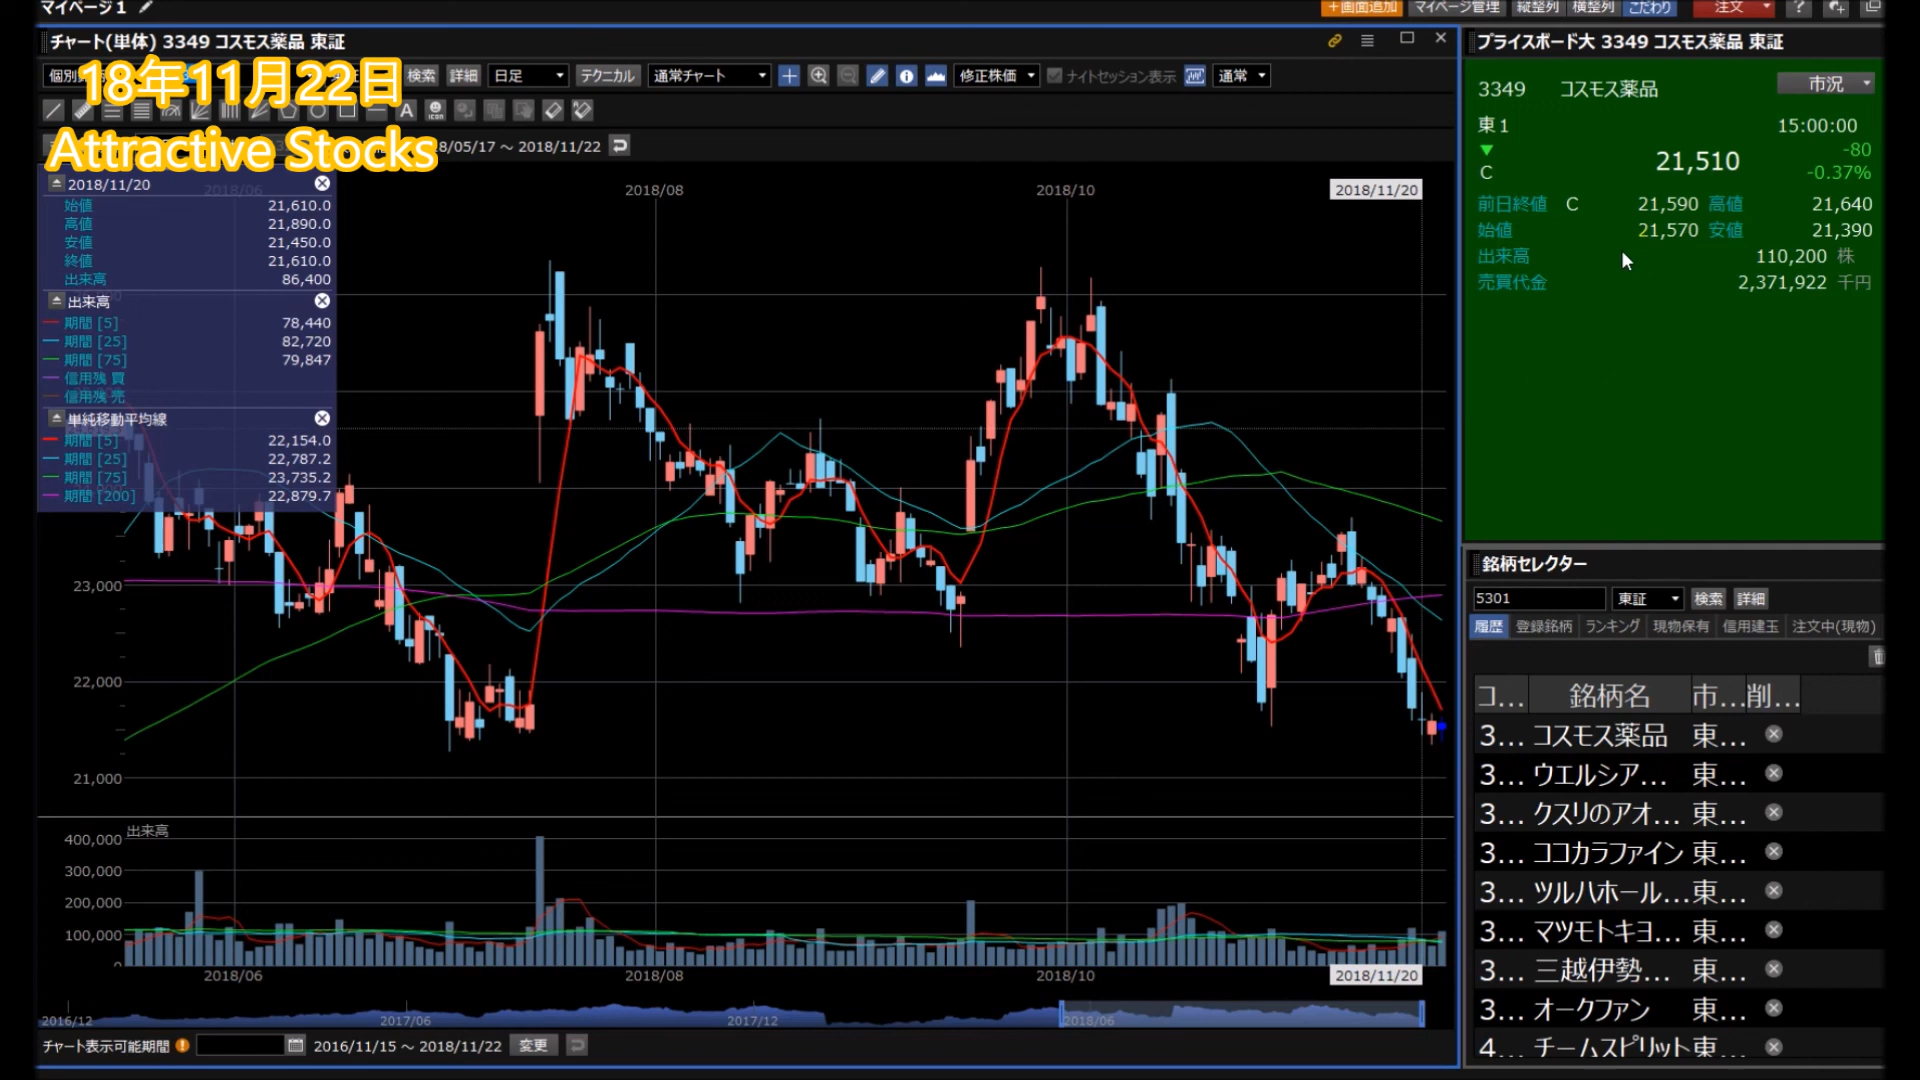 マイページ 1
+画面追加 マイページ管理 縦整列 横整列 こだわり 注文 ?
チャート(単体) 3349 コスモス薬品 東証
検索 詳細 日足 テクニカル 通常チャート 修正株価 ナイトセッション表示 通常
18年11月22日
A
Attractive Stocks
8/05/17 ～ 2018/11/22
2018/11/20
始値 21,610.0
高値 21,890.0
安値 21,450.0
終値 21,610.0
出来高 86,400
出来高
期間 [5] 78,440
期間 [25] 82,720
期間 [75] 79,847
信用残 買
信用残 売
単純移動平均線
期間 [5] 22,154.0
期間 [25] 22,787.2
期間 [75] 23,735.2
期間 [200] 22,879.7
2018/06 2018/08 2018/10 2018/11/20
23,000
22,000
21,000
出来高
400,000
300,000
200,000
100,000
0
2018/06 2018/08 2018/10 2018/11/20
2016/12 2017/06 2017/12 2018/06
チャート表示可能期間 2016/11/15 ～ 2018/11/22 変更
プライスボード大 3349 コスモス薬品 東証
3349 コスモス薬品 市況
東1 15:00:00
▼ 21,510 -80
C -0.37%
前日終値 C 21,590 高値 21,640
始値 21,570 安値 21,390
出来高 110,200 株
売買代金 2,371,922 千円
銘柄セレクター
5301 東証 検索 詳細
履歴 登録銘柄 ランキング 現物保有 信用建玉 注文中(現物)
コ... 銘柄名 市... 削...
3... コスモス薬品 東...
3... ウエルシア... 東...
3... クスリのアオ... 東...
3... ココカラファイン 東...
3... ツルハホール... 東...
3... マツモトキヨ... 東...
3... 三越伊勢... 東...
3... オークファン 東...
4... チームスピリット 東...